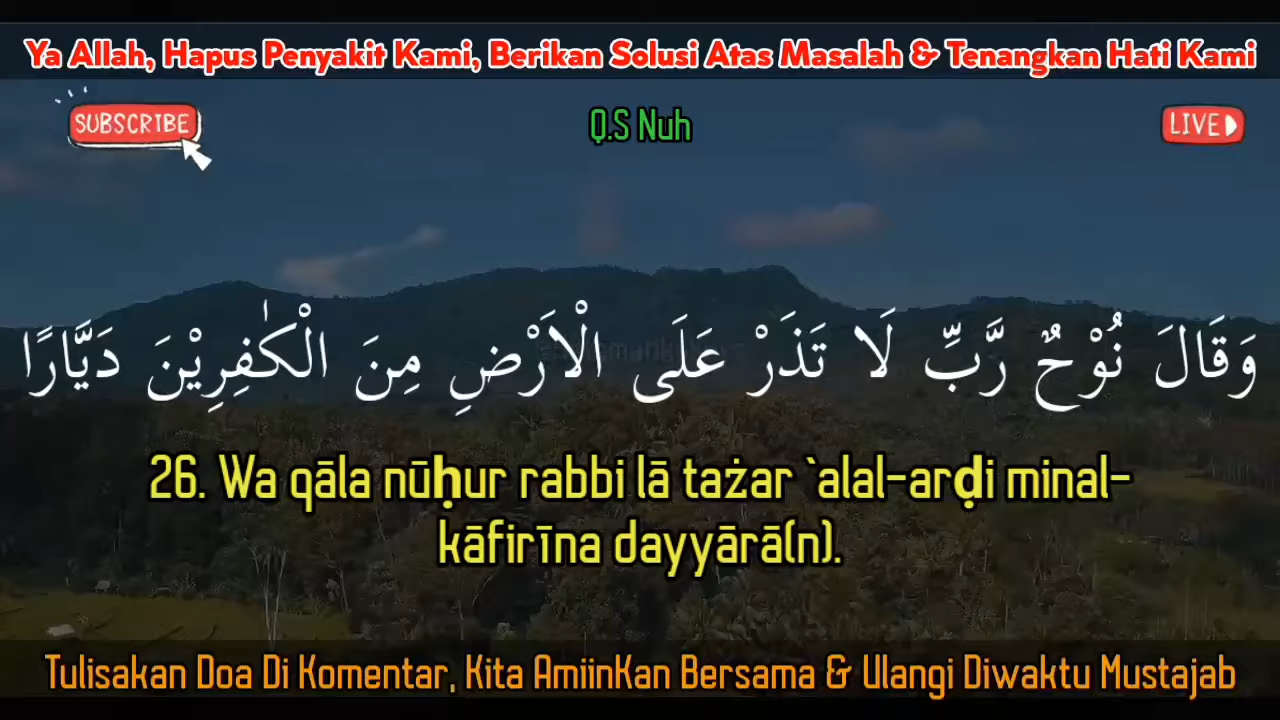 Ya Allah, Hapus Penyakit Kami, Berikan Solusi Atas Masalah & Tenangkan Hati Kami
SUBSCRIBE
Q.S Nuh
LIVE
وَقَالَ نُوْحٌ رَّبِّ لَا تَذَرْ عَلَى الْاَرْضِ مِنَ الْكٰفِرِيْنَ دَيَّارًا
26. Wa qāla nūḥur rabbi lā tażar `alal-arḍi minal-
kāfirīna dayyārā(n).
Tulisakan Doa Di Komentar, Kita AmiinKan Bersama & Ulangi Diwaktu Mustajab